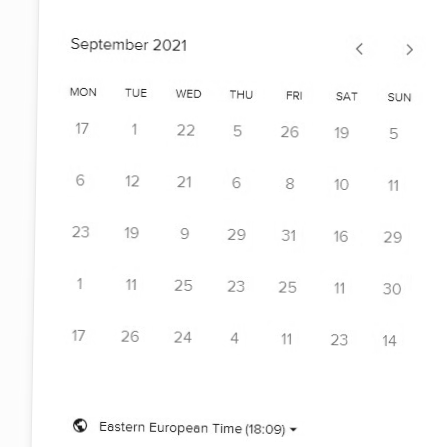 September 2021
MON TUE WED THU FRI SAT SUN
17 1 22 5 26 19 5
6 12 21 6 8 10 11
23 19 9 29 31 16 29
1 11 25 23 25 11 30
17 26 24 4 11 23 14
Eastern European Time (18:09)